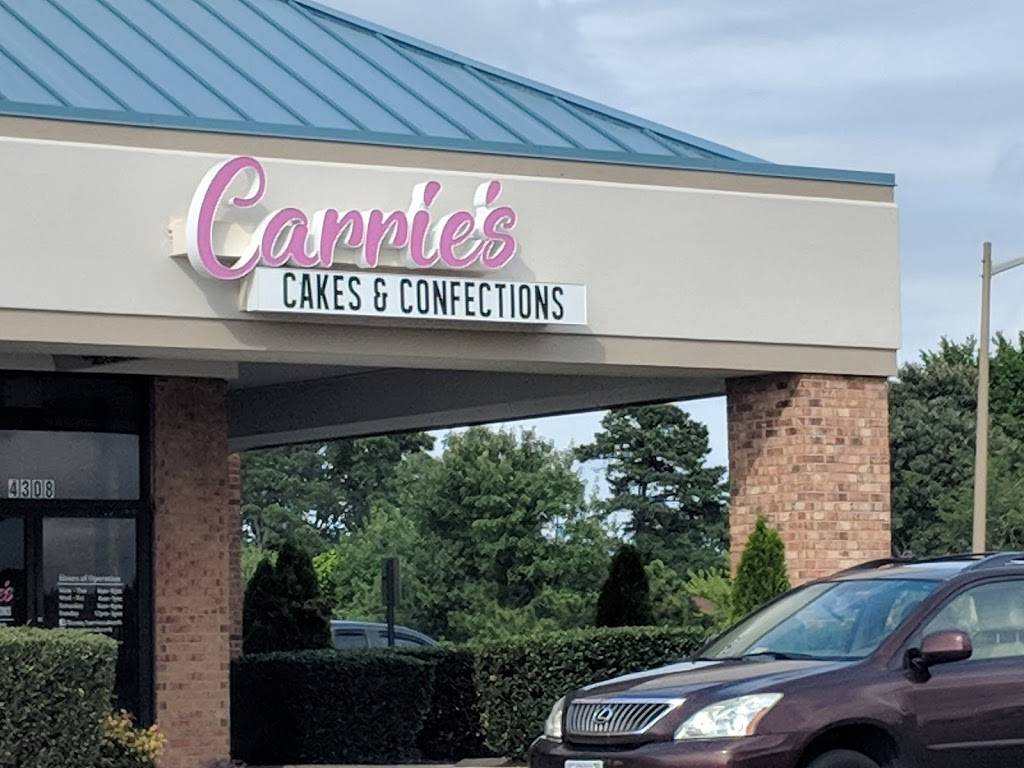 Carrie's
CAKES & CONFECTIONS
4308
Hours of Operation